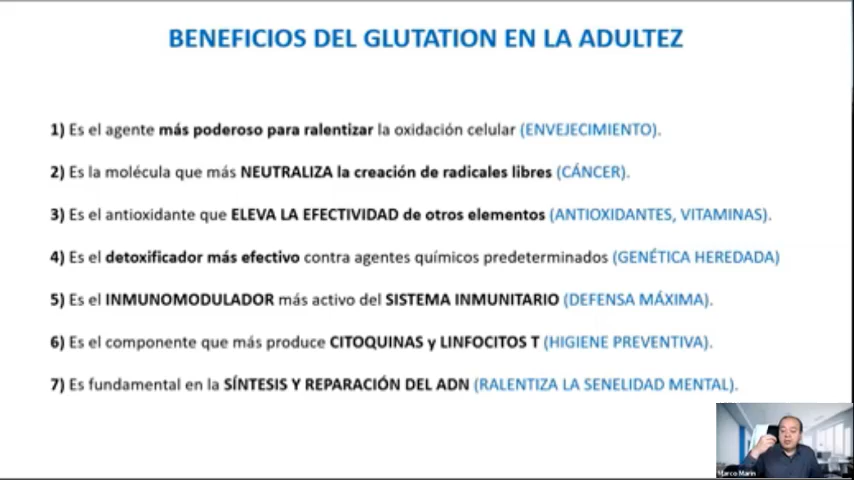 BENEFICIOS DEL GLUTATION EN LA ADULTEZ
1) Es el agente más poderoso para ralentizar la oxidación celular (ENVEJECIMIENTO).
2) Es la molécula que más NEUTRALIZA la creación de radicales libres (CÁNCER).
3) Es el antioxidante que ELEVA LA EFECTIVIDAD de otros elementos (ANTIOXIDANTES, VITAMINAS).
4) Es el detoxificador más efectivo contra agentes químicos predeterminados (GENÉTICA HEREDADA)
5) Es el INMUNOMODULADOR más activo del SISTEMA INMUNITARIO (DEFENSA MÁXIMA).
6) Es el componente que más produce CITOQUINAS y LINFOCITOS T (HIGIENE PREVENTIVA).
7) Es fundamental en la SÍNTESIS Y REPARACIÓN DEL ADN (RALENTIZA LA SENELIDAD MENTAL).
Marco Marin